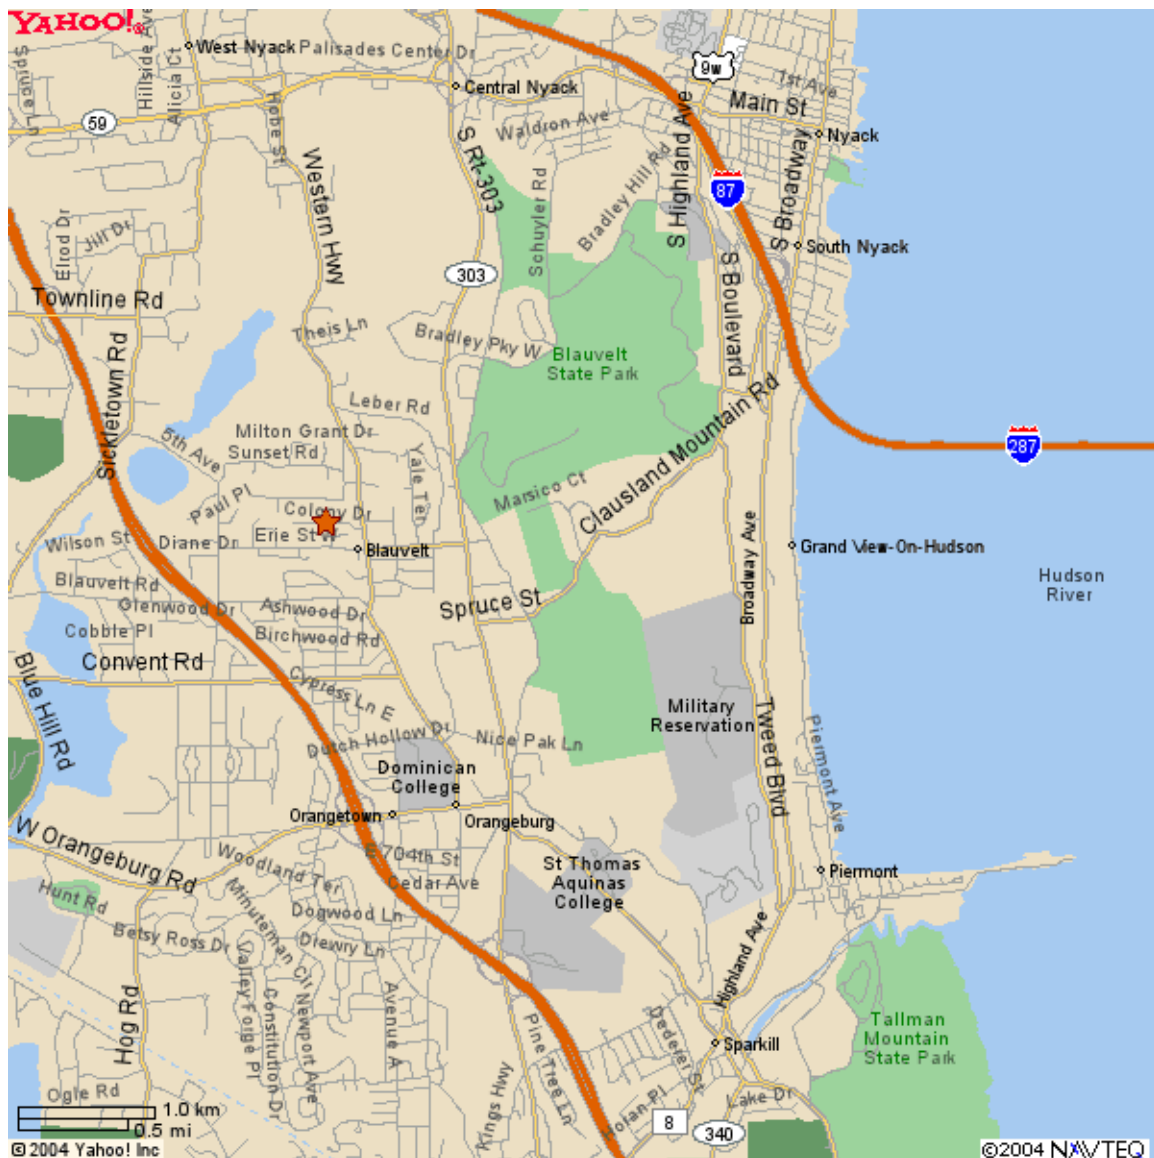 YAHOO!®
West Nyack
Palisades Center Dr
Hillside Ave
Alicia Ct
S Spruce Ln
Central Nyack
9W
1st Ave
Main St
59
Hobe St
Waldron Ave
Nyack
S Rt-303
S Highland Ave
S Broadway
Western Hwy
Schuyler Rd
Bradley Hill Rd
87
Elrod Dr
Jill Dr
South Nyack
303
S Boulevard
Townline Rd
Theis Ln
Bradley Pky W
Blauvelt
State Park
Sickletown Rd
Leber Rd
Clausland Mountain Rd
5th Ave
Milton Grant Dr
Sunset Rd
287
Yale Ter
Marsico Ct
Paul Pl
Colony Dr
Erie St W
Wilson St
Diane Dr
Blauvelt
Broadway Ave
Grand View-On-Hudson
Hudson
River
Blauvelt Rd
Glenwood Dr
Ashwood Dr
Spruce St
Cobble Pl
Birchwood Rd
Convent Rd
Blue Hill Rd
Cypress Ln E
Military
Reservation
Dutch Hollow Dr
Nice Pak Ln
Tweed Blvd
Piermont Ave
Dominican
College
Orangetown
Orangeburg
W Orangeburg Rd
Woodland Ter
E 704th St
Cedar Ave
St Thomas
Aquinas
College
Piermont
Hunt Rd
Minuteman Cir
Dogwood Ln
Betsy Ross Dr
Drewry Ln
Highland Ave
Valley Forge Pl
Constitution Dr
Newport Ave
Avenue A
Hog Rd
Pine Tree Ln
Dederer St
Sparkill
Tallman
Mountain
State Park
Ogle Rd
Kings Hwy
Lake Dr
8
340
1.0 km
0.5 mi
©2004 Yahoo! Inc
©2004 NAVTEQ